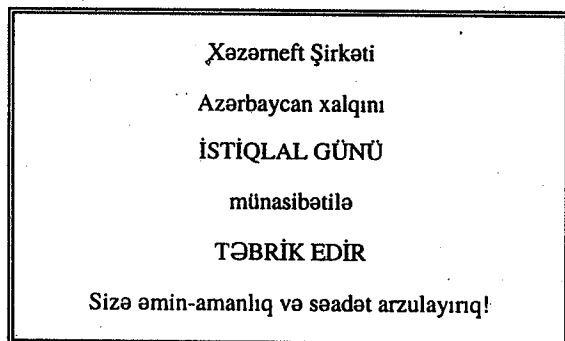 Xəzərneft Şirkəti
Azərbaycan xalqını
İSTİQLAL GÜNÜ
münasibətilə
TƏBRİK EDİR
Sizə əmin-amanlıq və səadət arzulayırıq!